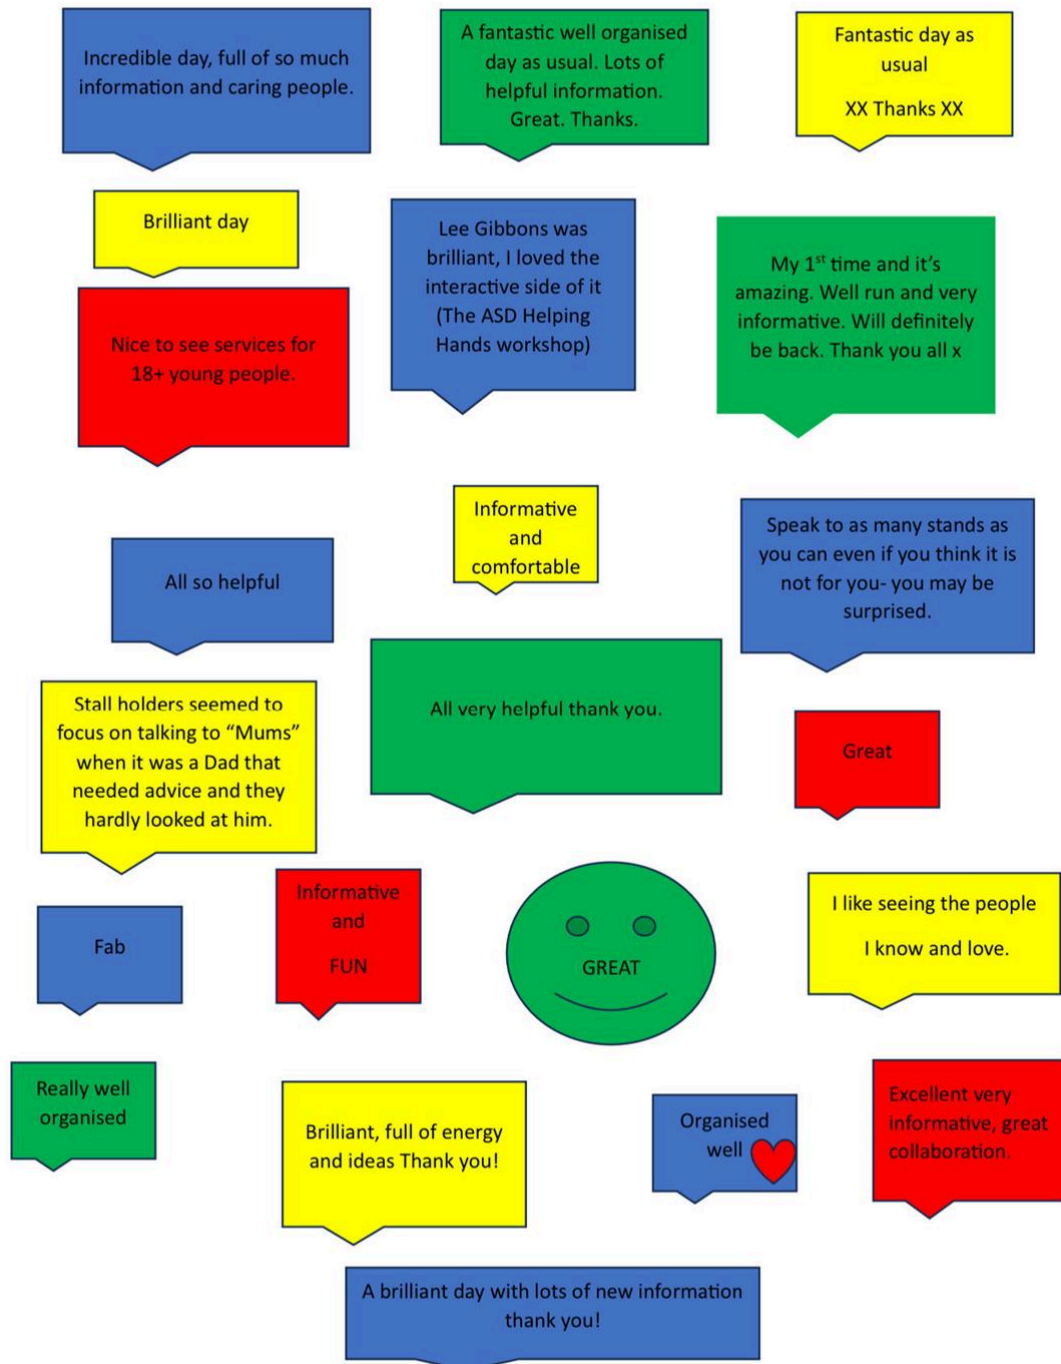 Incredible day, full of so much
information and caring people.
A fantastic well organised
day as usual. Lots of
helpful information.
Great. Thanks.
Fantastic day as
usual
XX Thanks XX
Brilliant day
Lee Gibbons was
brilliant, I loved the
interactive side of it
(The ASD Helping
Hands workshop)
My 1st time and it's
amazing. Well run and very
informative. Will definitely
be back. Thank you all x
Nice to see services for
18+ young people.
Informative
and
comfortable
Speak to as many stands as
you can even if you think it is
not for you- you may be
surprised.
All so helpful
All very helpful thank you.
Stall holders seemed to
focus on talking to “Mums”
when it was a Dad that
needed advice and they
hardly looked at him.
Great
Fab
Informative
and
FUN
GREAT
I like seeing the people
I know and love.
Really well
organised
Brilliant, full of energy
and ideas Thank you!
Organised
well
Excellent very
informative, great
collaboration.
A brilliant day with lots of new information
thank you!